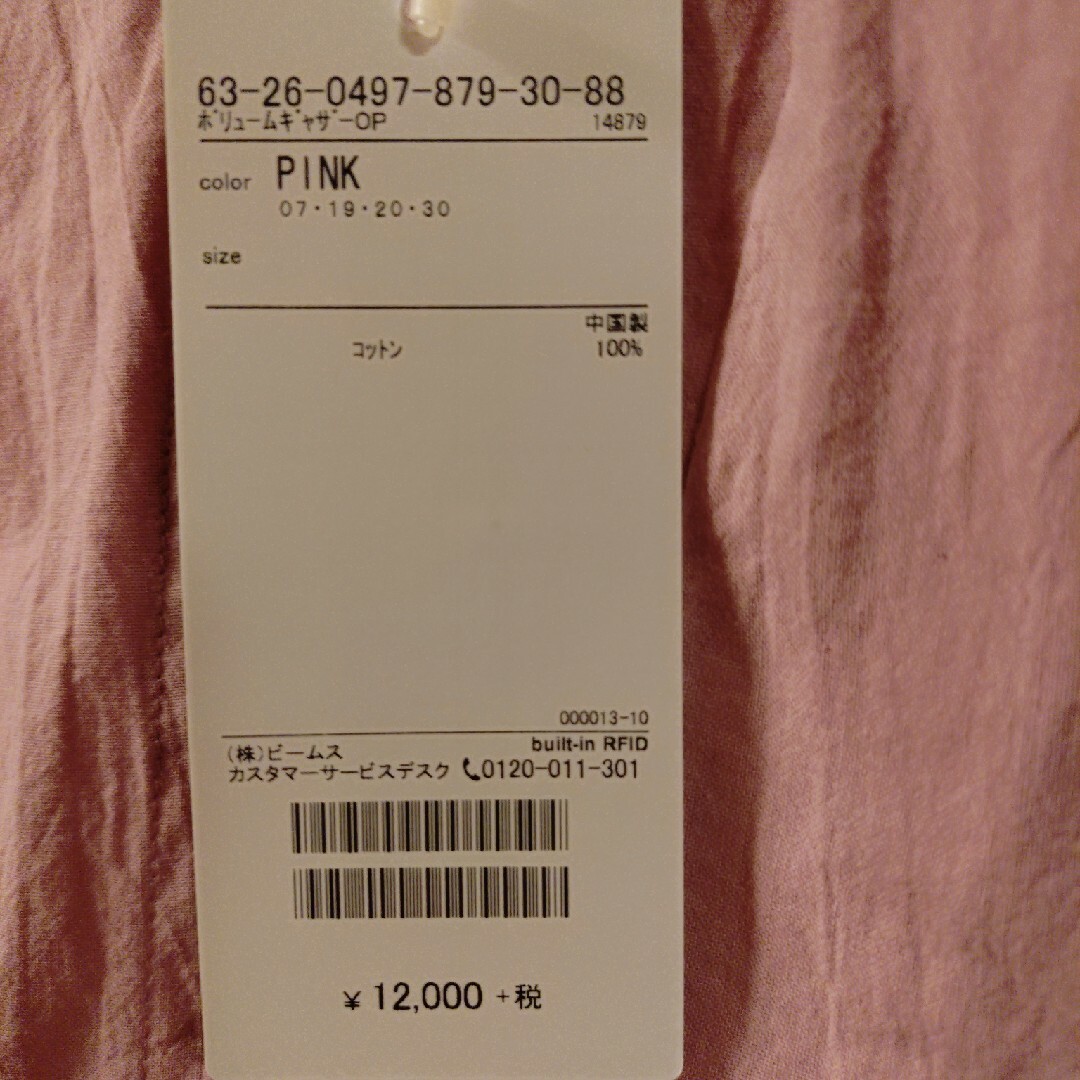 63-26-0497-879-30-88
ボリュームギャザーOP 14879
color PINK
07・19・20・30
size
中国製
コットン 100%
000013-10
built-in RFID
(株)ビームス
カスタマーサービスデスク 📞0120-011-301
¥ 12,000 +税